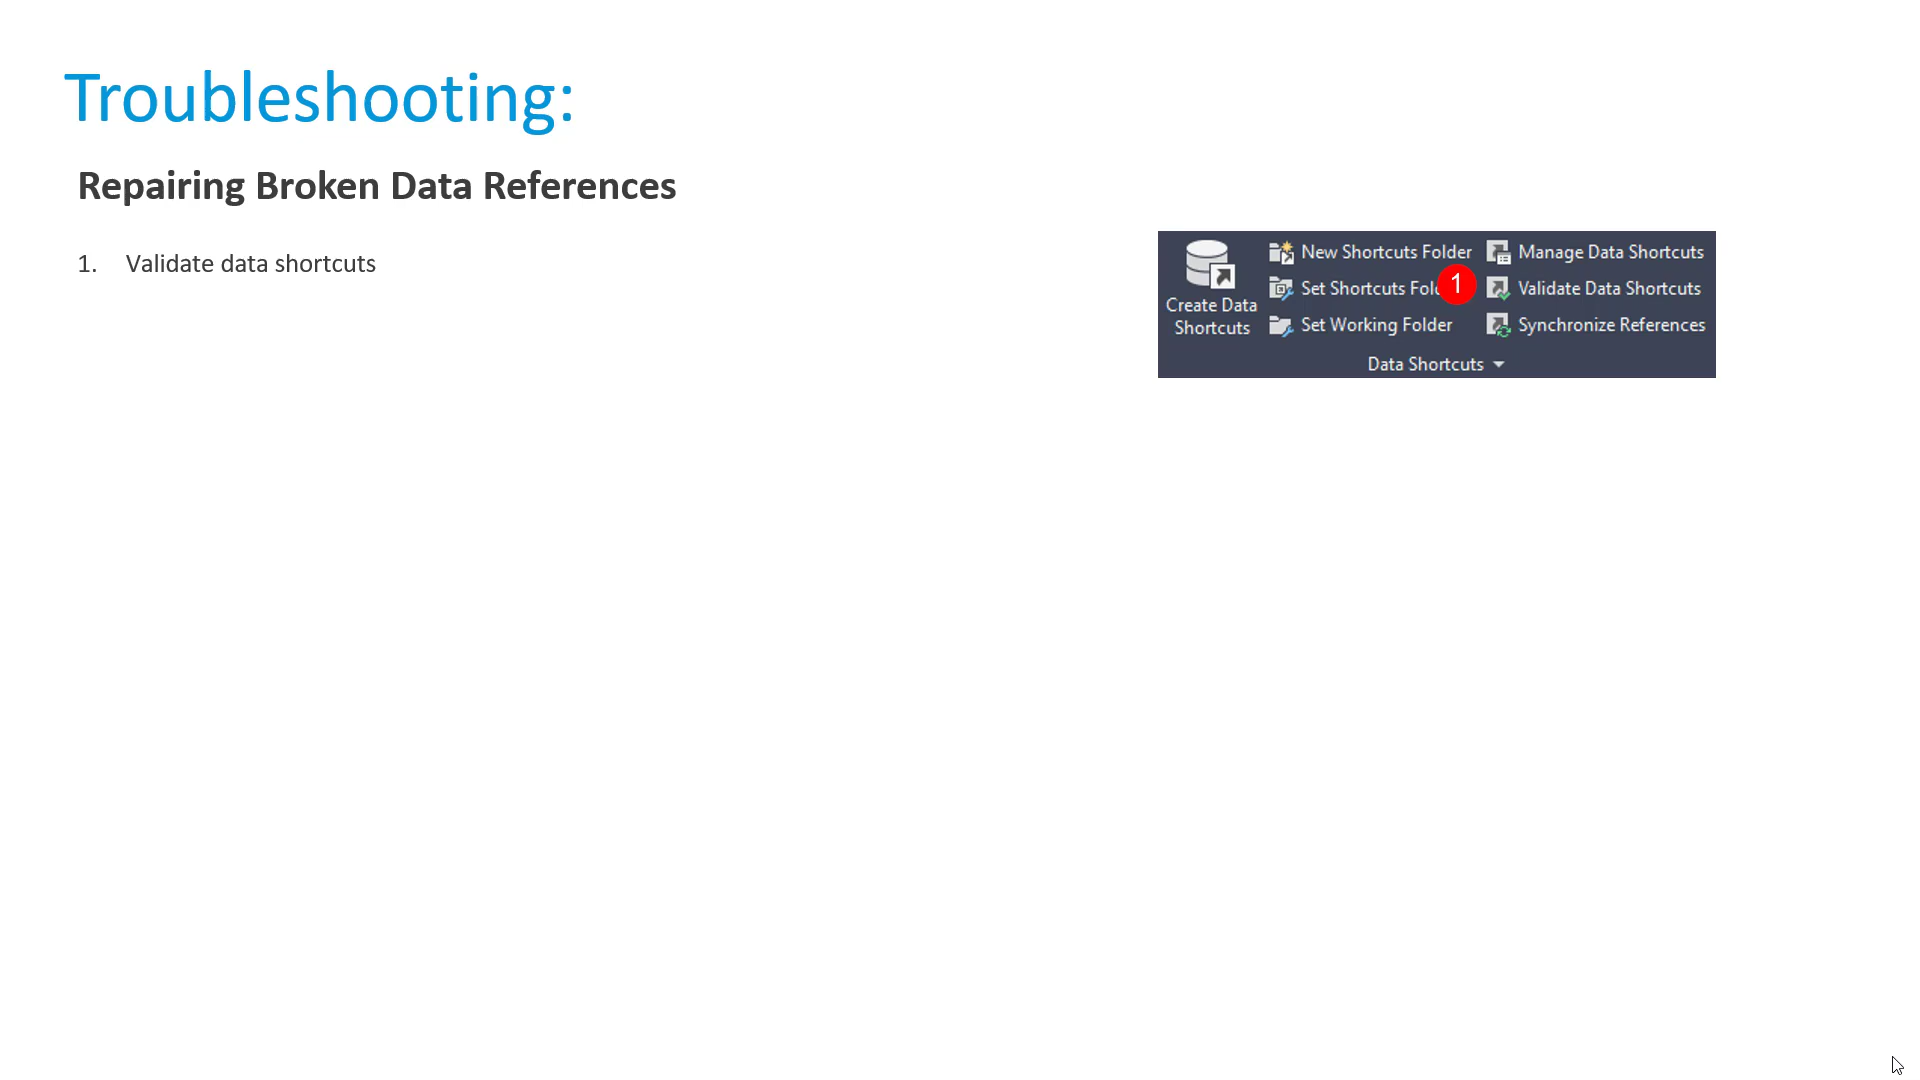 Troubleshooting:
Repairing Broken Data References
1. Validate data shortcuts
Create Data
Shortcuts
New Shortcuts Folder
Set Shortcuts Fol
Set Working Folder
1
Manage Data Shortcuts
Validate Data Shortcuts
Synchronize References
Data Shortcuts